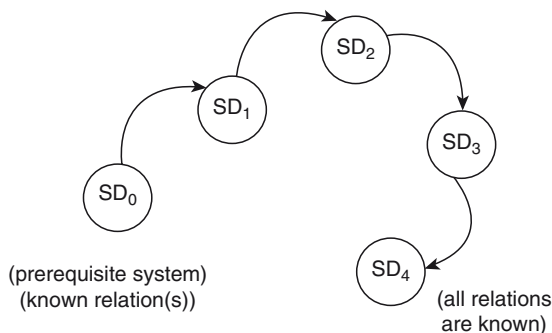 SD₀
SD₁
SD₂
SD₃
SD₄
(prerequisite system)
(known relation(s))
(all relations
are known)